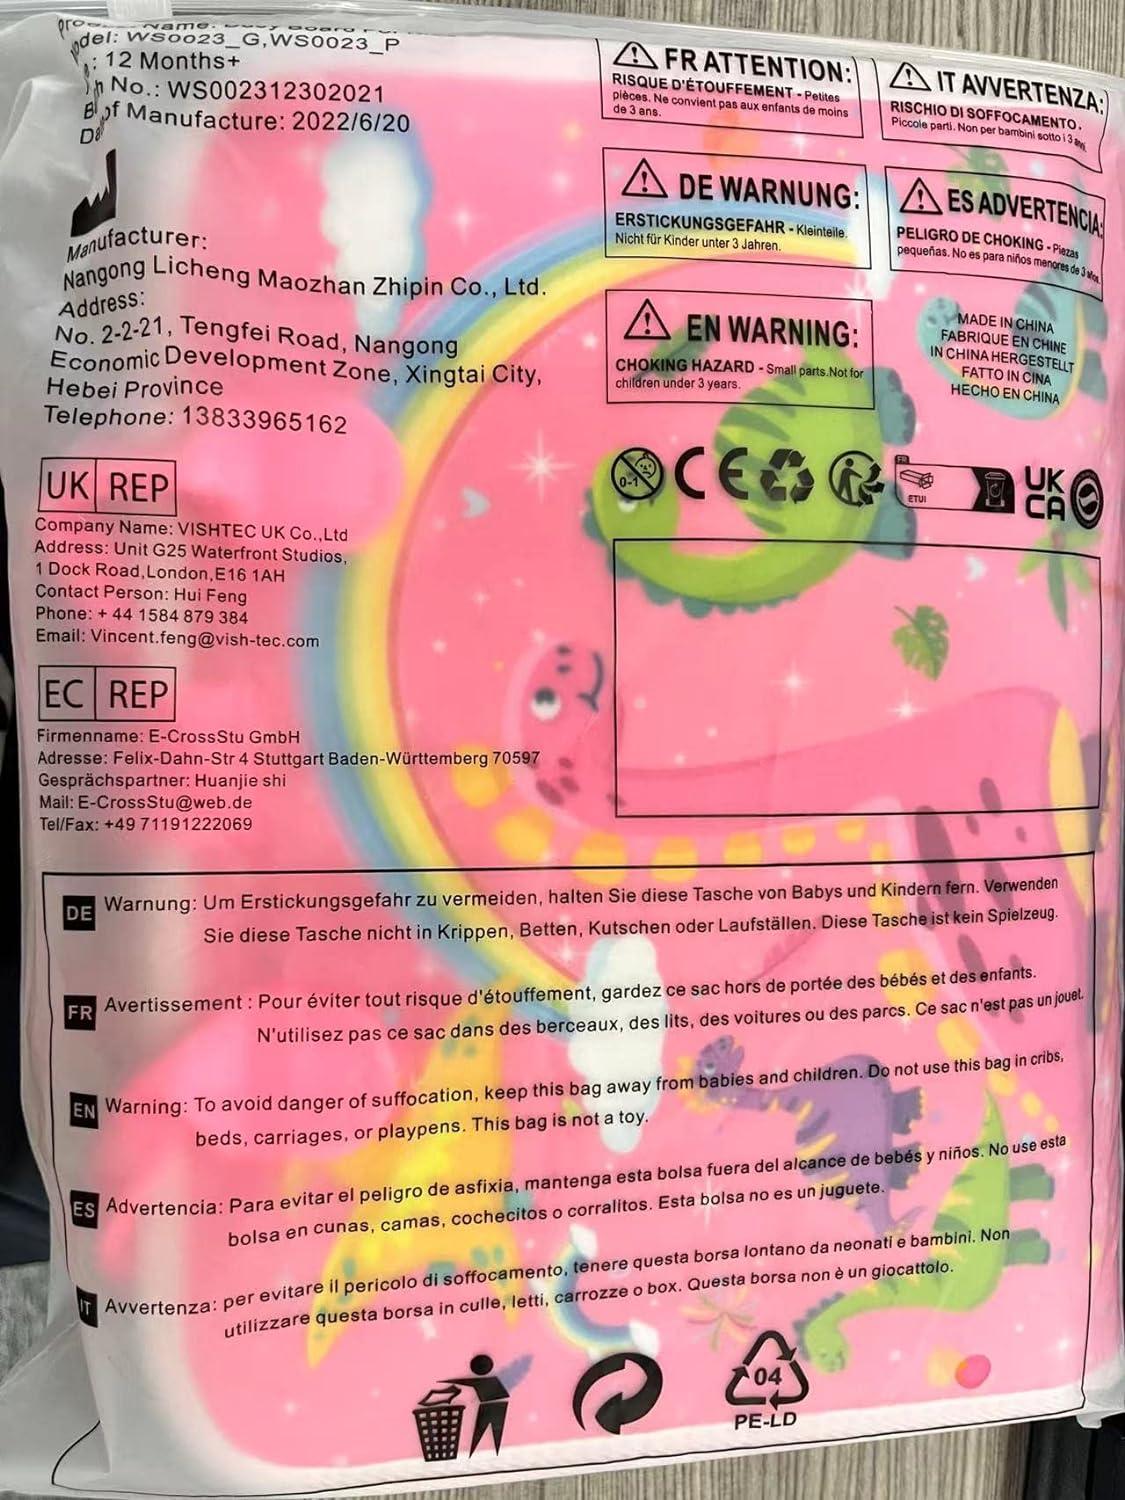 Name: Busy Board
odel: WS0023_G,WS0023_P
: 12 Months+
h No.: WS002312302021
of Manufacture: 2022/6/20
Manufacturer:
Nangong Licheng Maozhan Zhipin Co., Ltd.
Address:
No. 2-2-21, Tengfei Road, Nangong
Economic Development Zone, Xingtai City,
Hebei Province
Telephone: 13833965162
UK REP
Company Name: VISHTEC UK Co.,Ltd
Address: Unit G25 Waterfront Studios,
1 Dock Road,London,E16 1AH
Contact Person: Hui Feng
Phone: + 44 1584 879 384
Email: Vincent.feng@vish-tec.com
EC REP
Firmenname: E-CrossStu GmbH
Adresse: Felix-Dahn-Str 4 Stuttgart Baden-Württemberg 70597
Gesprächspartner: Huanjie shi
Mail: E-CrossStu@web.de
Tel/Fax: +49 71191222069
FR ATTENTION:
RISQUE D'ÉTOUFFEMENT - Petites
pièces. Ne convient pas aux enfants de moins
de 3 ans.
IT AVVERTENZA:
RISCHIO DI SOFFOCAMENTO.
Piccole parti. Non per bambini sotto i 3 anni.
DE WARNUNG:
ERSTICKUNGSGEFAHR - Kleinteile.
Nicht für Kinder unter 3 Jahren.
ES ADVERTENCIA:
PELIGRO DE CHOKING - Piezas
pequeñas. No es para niños menores de 3 años.
EN WARNING:
CHOKING HAZARD - Small parts.Not for
children under 3 years.
MADE IN CHINA
FABRIQUE EN CHINE
IN CHINA HERGESTELLT
FATTO IN CINA
HECHO EN CHINA
0-1
CE
FR
ETUI
UK
CA
DE Warnung: Um Erstickungsgefahr zu vermeiden, halten Sie diese Tasche von Babys und Kindern fern. Verwenden
Sie diese Tasche nicht in Krippen, Betten, Kutschen oder Laufställen. Diese Tasche ist kein Spielzeug.
FR Avertissement : Pour éviter tout risque d'étouffement, gardez ce sac hors de portée des bébés et des enfants.
N'utilisez pas ce sac dans des berceaux, des lits, des voitures ou des parcs. Ce sac n'est pas un jouet.
EN Warning: To avoid danger of suffocation, keep this bag away from babies and children. Do not use this bag in cribs,
beds, carriages, or playpens. This bag is not a toy.
ES Advertencia: Para evitar el peligro de asfixia, mantenga esta bolsa fuera del alcance de bebés y niños. No use esta
bolsa en cunas, camas, cochecitos o corralitos. Esta bolsa no es un juguete.
IT Avvertenza: per evitare il pericolo di soffocamento, tenere questa borsa lontano da neonati e bambini. Non
utilizzare questa borsa in culle, letti, carrozze o box. Questa borsa non è un giocattolo.
04
PE-LD